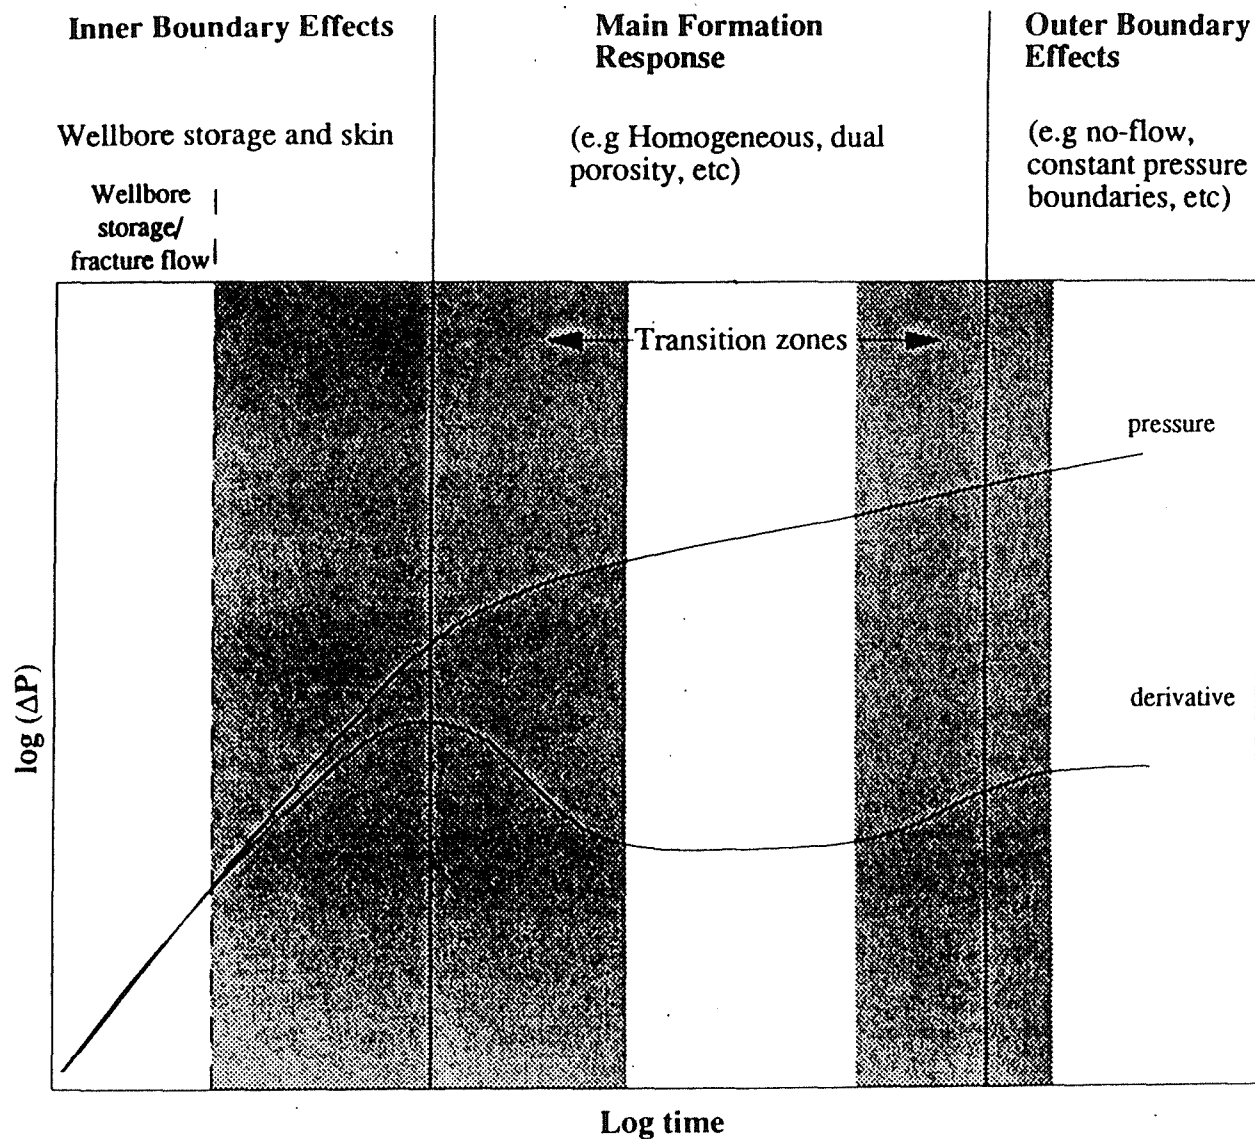 Inner Boundary Effects
Main Formation
Response
Outer Boundary
Effects
Wellbore storage and skin
(e.g Homogeneous, dual
porosity, etc)
(e.g no-flow,
constant pressure
boundaries, etc)
Wellbore
storage/
fracture flow
Transition zones
pressure
derivative
log (ΔP)
Log time